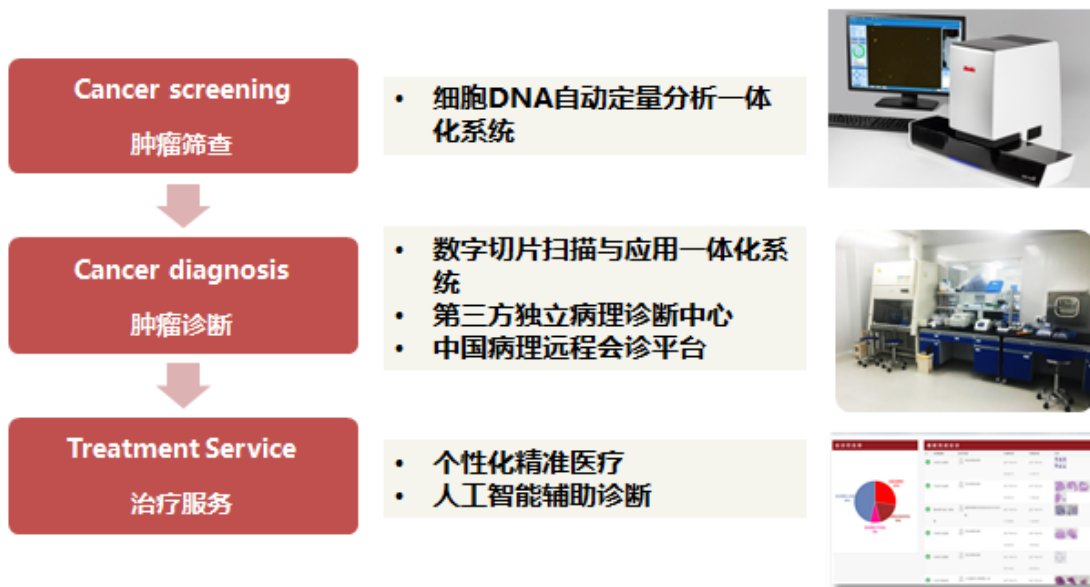 Cancer screening
肿瘤筛查
• 细胞DNA自动定量分析一体
化系统
Cancer diagnosis
肿瘤诊断
• 数字切片扫描与应用一体化系
统
• 第三方独立病理诊断中心
• 中国病理远程会诊平台
Treatment Service
治疗服务
• 个性化精准医疗
• 人工智能辅助诊断